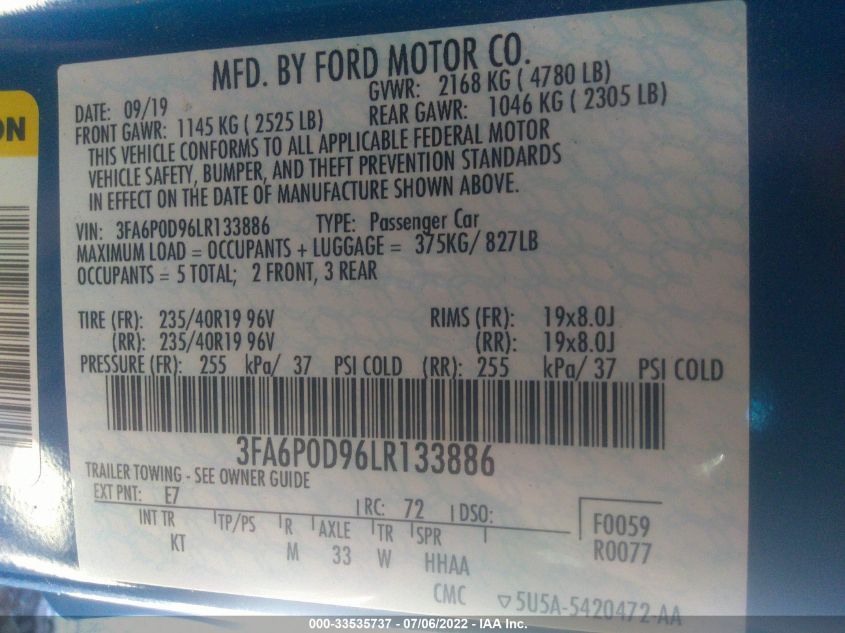 MFD. BY FORD MOTOR CO.
DATE: 09/19 GVWR: 2168 KG ( 4780 LB)
FRONT GAWR: 1145 KG ( 2525 LB) REAR GAWR: 1046 KG ( 2305 LB)
THIS VEHICLE CONFORMS TO ALL APPLICABLE FEDERAL MOTOR
VEHICLE SAFETY, BUMPER, AND THEFT PREVENTION STANDARDS
IN EFFECT ON THE DATE OF MANUFACTURE SHOWN ABOVE.
VIN: 3FA6P0D96LR133886 TYPE: Passenger Car
MAXIMUM LOAD = OCCUPANTS + LUGGAGE = 375KG/ 827LB
OCCUPANTS = 5 TOTAL; 2 FRONT, 3 REAR
TIRE (FR): 235/40R19 96V RIMS (FR): 19x8.0J
(RR): 235/40R19 96V (RR): 19x8.0J
PRESSURE (FR): 255 kPa/ 37 PSI COLD (RR): 255 kPa/ 37 PSI COLD
3FA6P0D96LR133886
TRAILER TOWING - SEE OWNER GUIDE
EXT PNT: E7 RC: 72 DSO: F0059
INT TR TP/PS R AXLE TR SPR R0077
KT M 33 W HHAA
CMC 5U5A-5420472-AA
ON
000-33535737 - 07/06/2022 - IAA Inc.